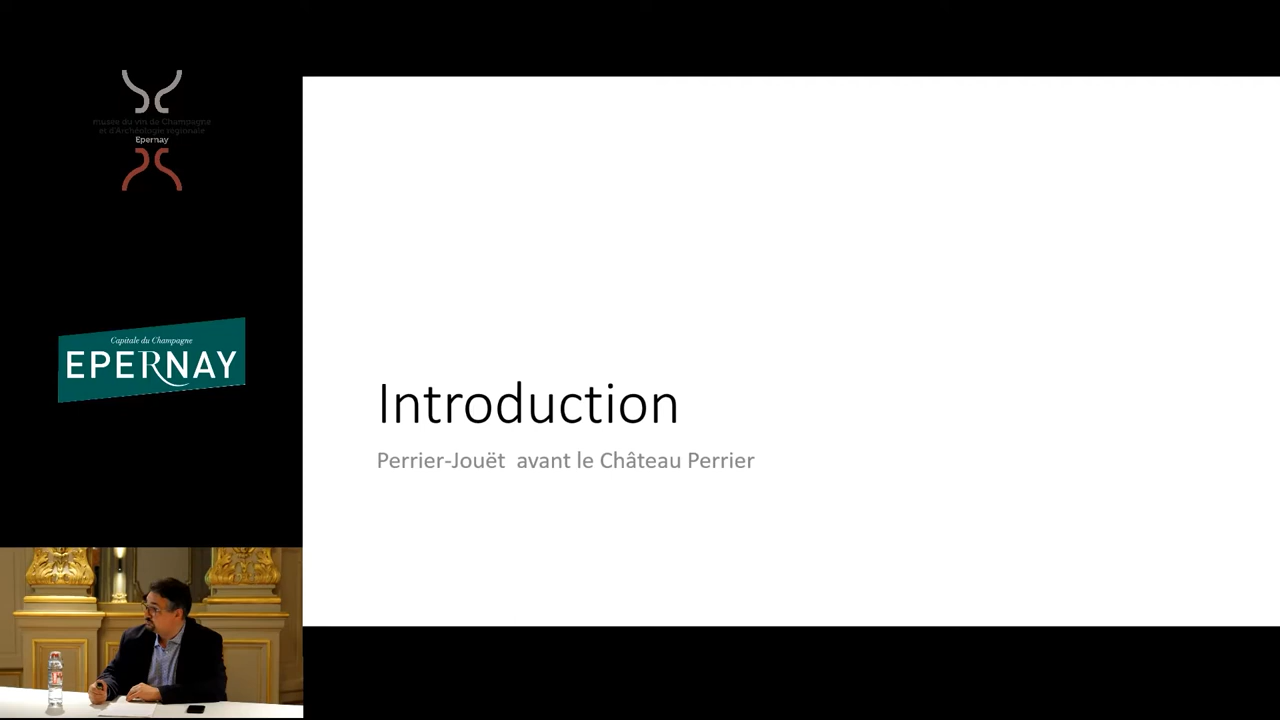 musée du vin de Champagne
et d'Archéologie régionale
Epernay
Capitale du Champagne
EPERNAY
Introduction
Perrier-Jouët avant le Château Perrier